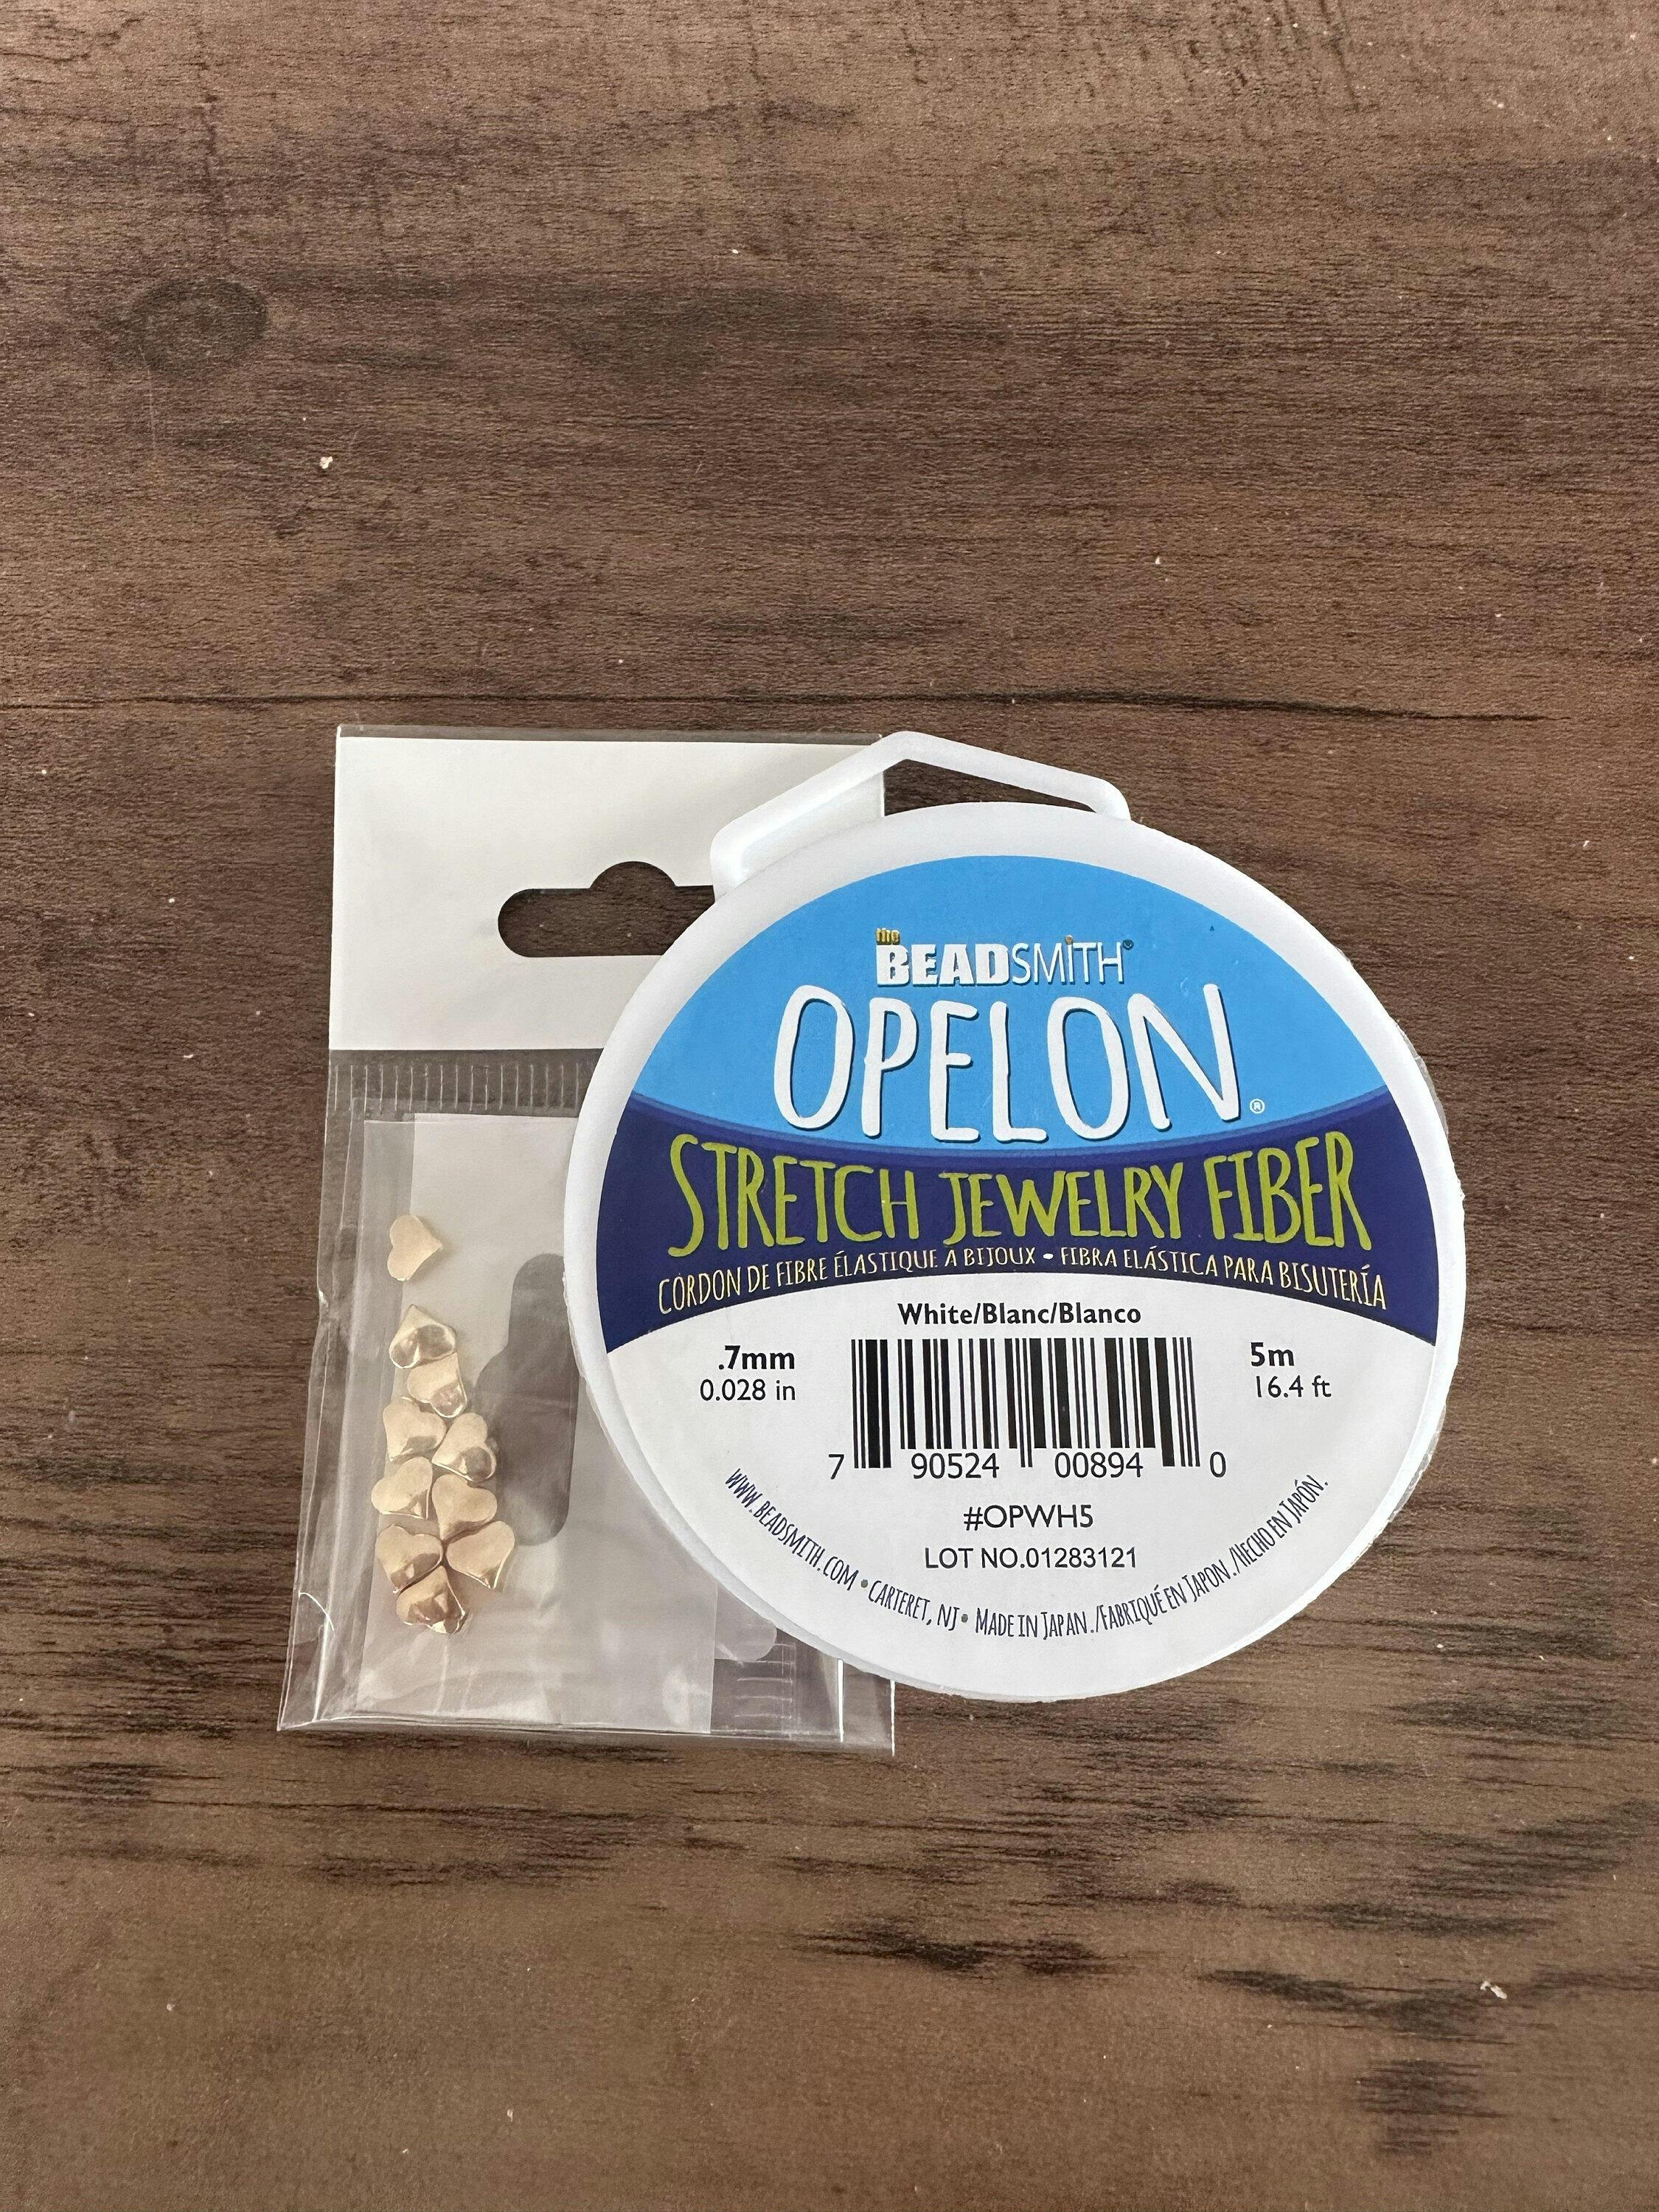 the
BEADSMITH®
OPELON®
STRETCH JEWELRY FIBER
CORDON DE FIBRE ÉLASTIQUE A BIJOUX • FIBRA ELÁSTICA PARA BISUTERÍA
White/Blanc/Blanco
.7mm
0.028 in
5m
16.4 ft
7 90524 00894 0
#OPWH5
LOT NO.01283121
WWW.BEADSMITH.COM • CARTERET, NJ • MADE IN JAPAN./FABRIQUÉ EN JAPON./HECHO EN JAPÓN.